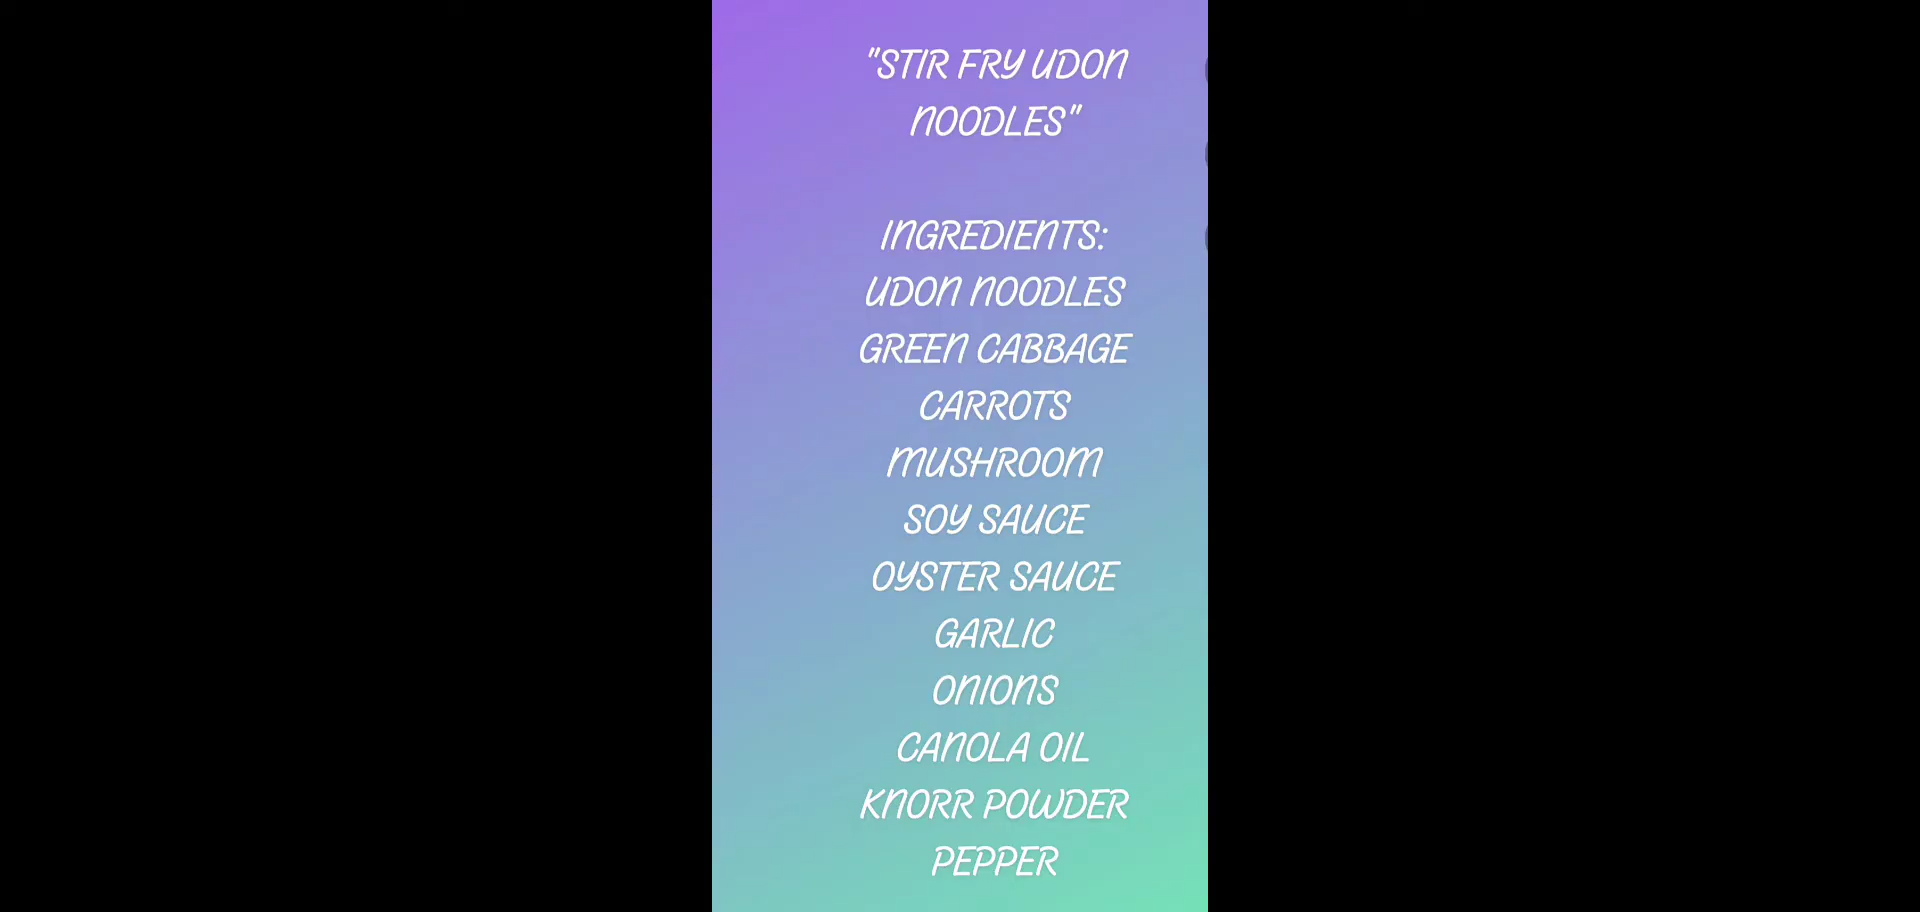 "STIR FRY UDON
NOODLES"
INGREDIENTS:
UDON NOODLES
GREEN CABBAGE
CARROTS
MUSHROOM
SOY SAUCE
OYSTER SAUCE
GARLIC
ONIONS
CANOLA OIL
KNORR POWDER
PEPPER